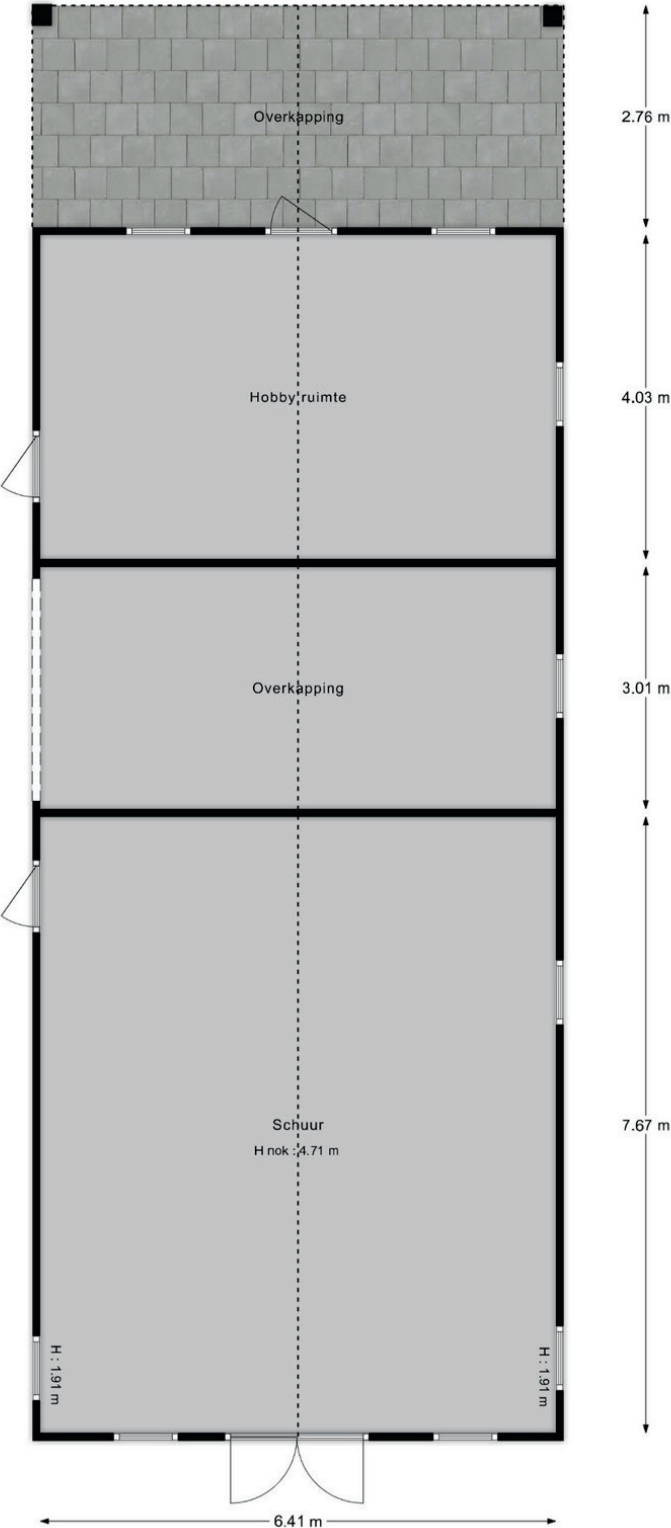 Overkapping
2.76 m
Hobby ruimte
4.03 m
Overkapping
3.01 m
Schuur
H nok : 4.71 m
7.67 m
H : 1.91 m
H : 1.91 m
6.41 m